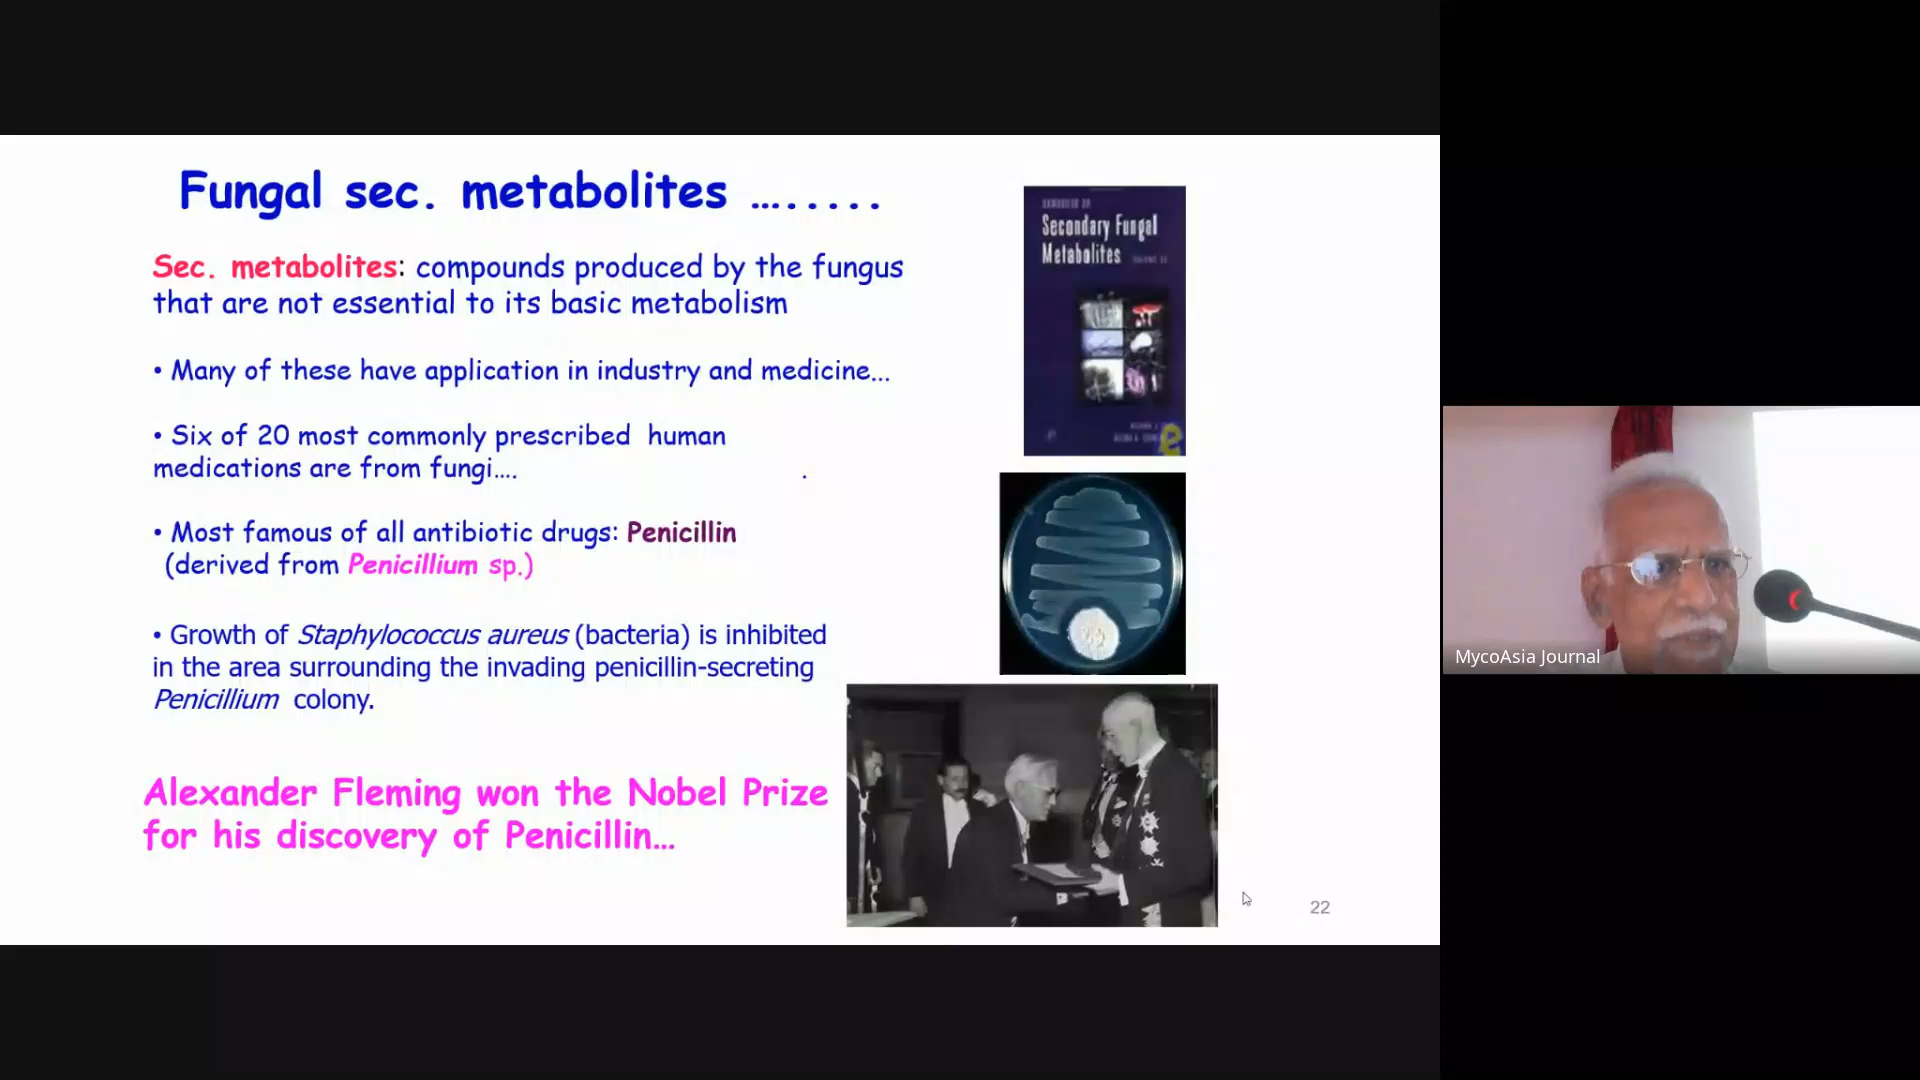 Fungal sec. metabolites ….....
Sec. metabolites: compounds produced by the fungus
that are not essential to its basic metabolism
• Many of these have application in industry and medicine...
• Six of 20 most commonly prescribed human
medications are from fungi….
.
• Most famous of all antibiotic drugs: Penicillin
(derived from Penicillium sp.)
• Growth of Staphylococcus aureus (bacteria) is inhibited
in the area surrounding the invading penicillin-secreting
Penicillium colony.
Alexander Fleming won the Nobel Prize
for his discovery of Penicillin…
HANDBOOK OF
Secondary Fungal
Metabolites
e
22
MycoAsia Journal